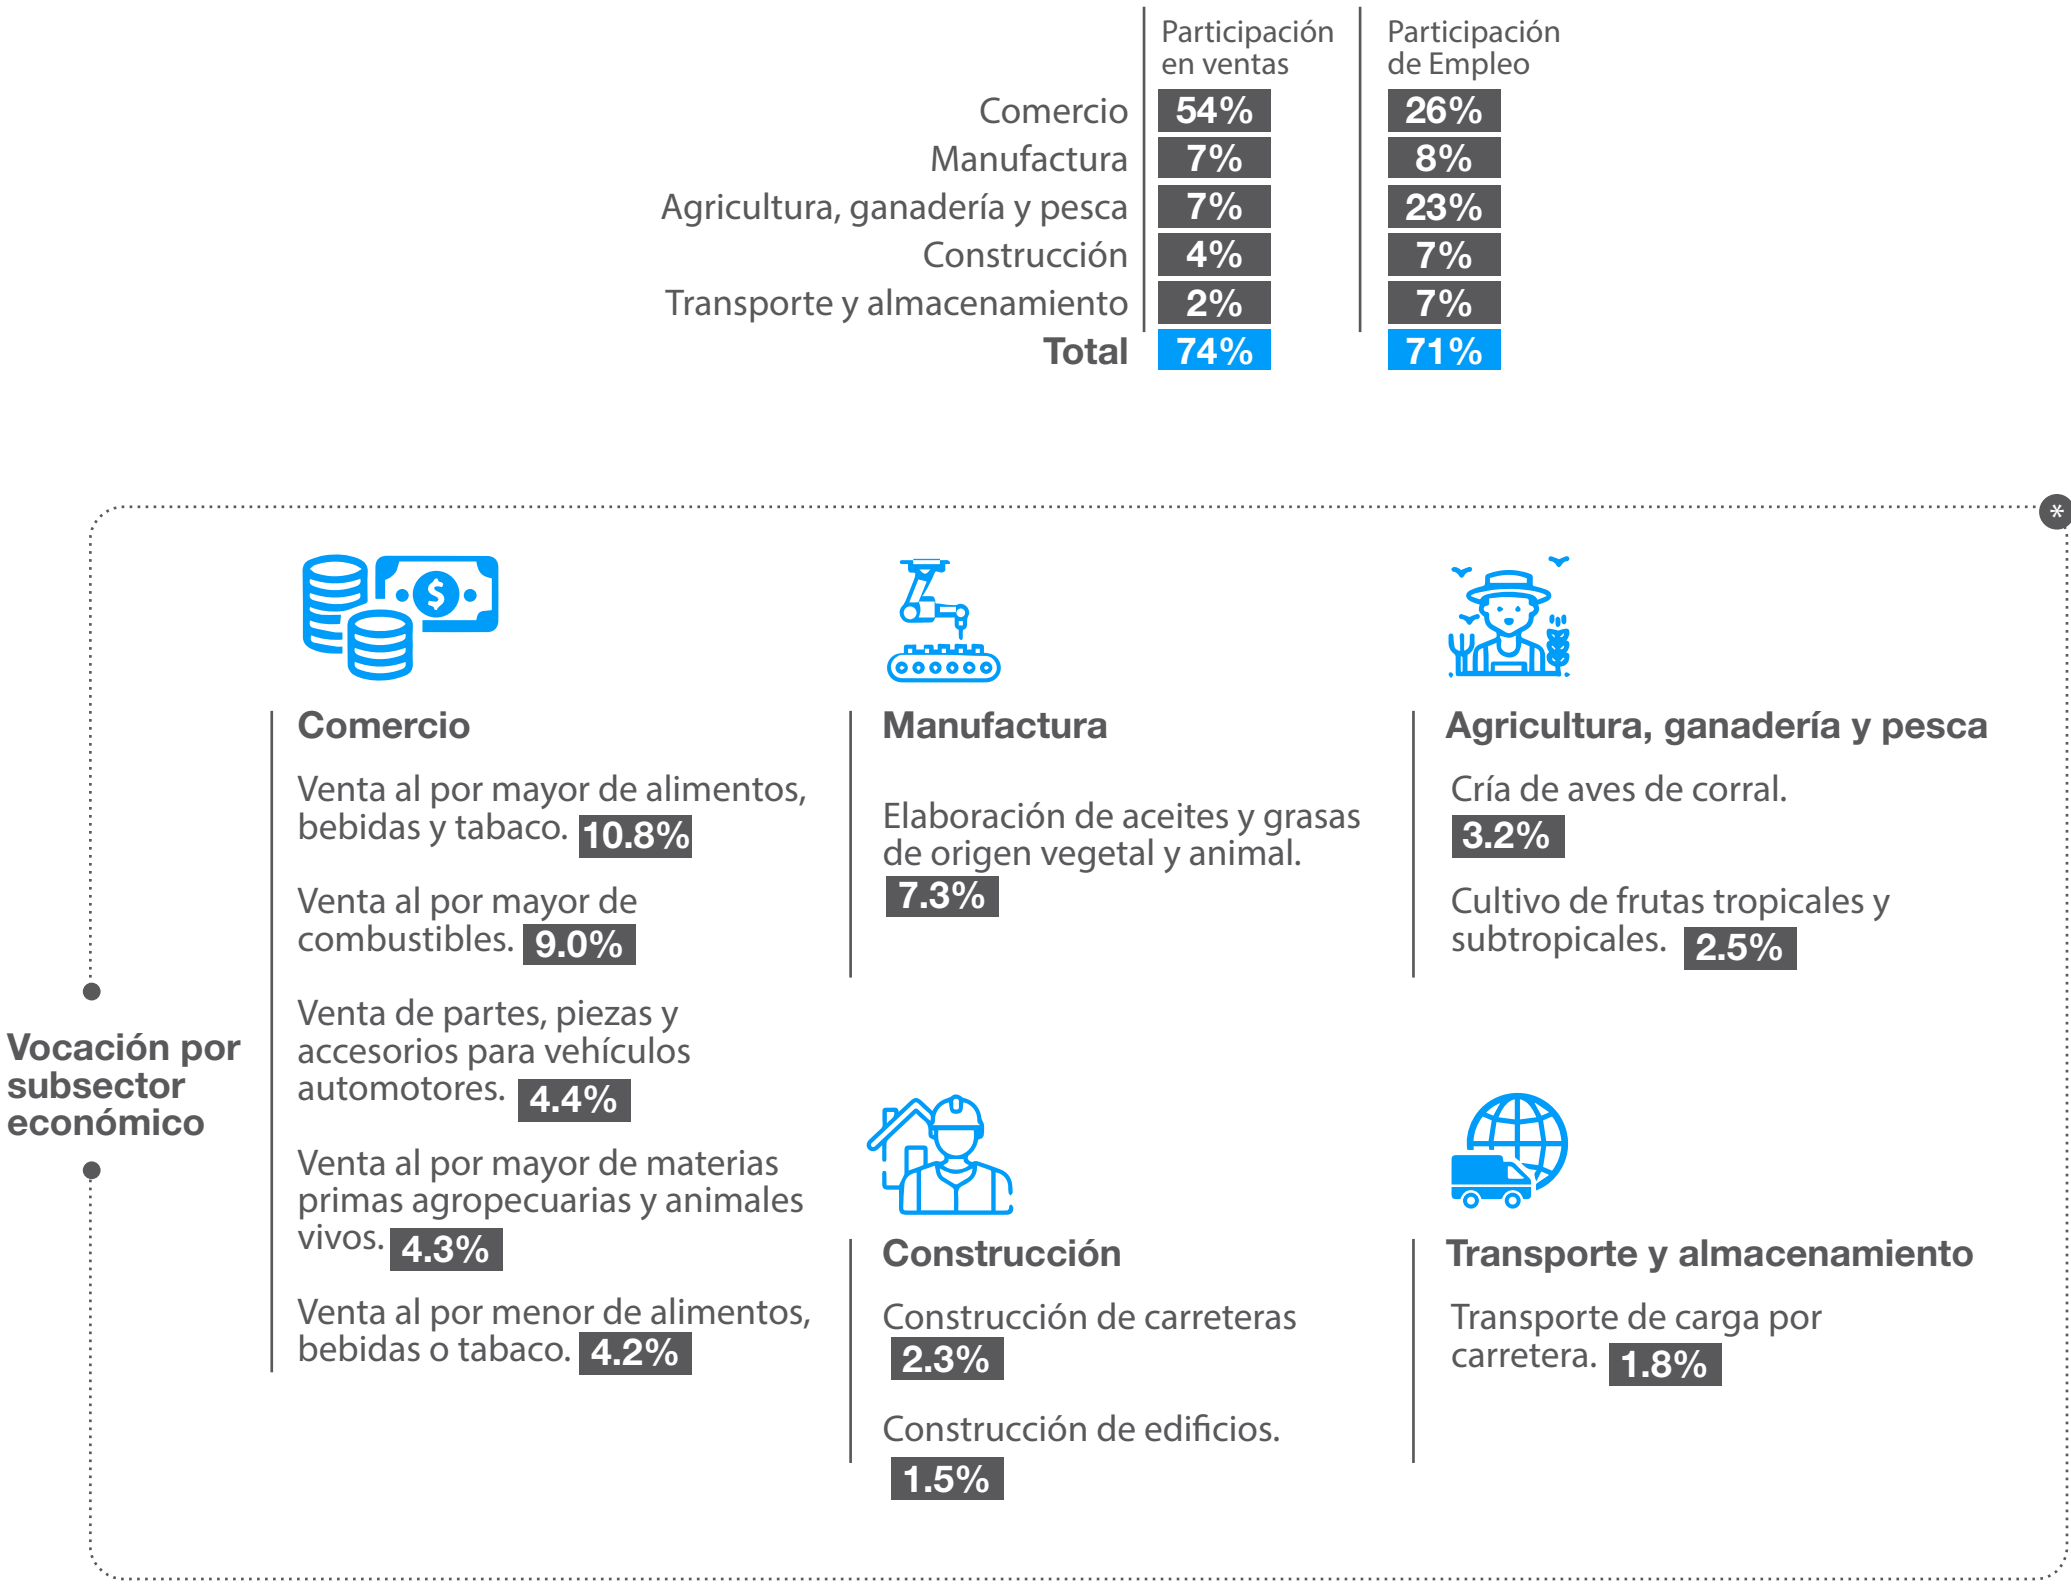 Participación
en ventas
Participación
de Empleo
Comercio 54% 26%
Manufactura 7% 8%
Agricultura, ganadería y pesca 7% 23%
Construcción 4% 7%
Transporte y almacenamiento 2% 7%
Total 74% 71%
*
Vocación por
subsector
económico
$
Comercio
Venta al por mayor de alimentos,
bebidas y tabaco. 10.8%
Venta al por mayor de
combustibles. 9.0%
Venta de partes, piezas y
accesorios para vehículos
automotores. 4.4%
Venta al por mayor de materias
primas agropecuarias y animales
vivos. 4.3%
Venta al por menor de alimentos,
bebidas o tabaco. 4.2%
Manufactura
Elaboración de aceites y grasas
de origen vegetal y animal.
7.3%
Agricultura, ganadería y pesca
Cría de aves de corral.
3.2%
Cultivo de frutas tropicales y
subtropicales. 2.5%
Construcción
Construcción de carreteras
2.3%
Construcción de edificios.
1.5%
Transporte y almacenamiento
Transporte de carga por
carretera. 1.8%